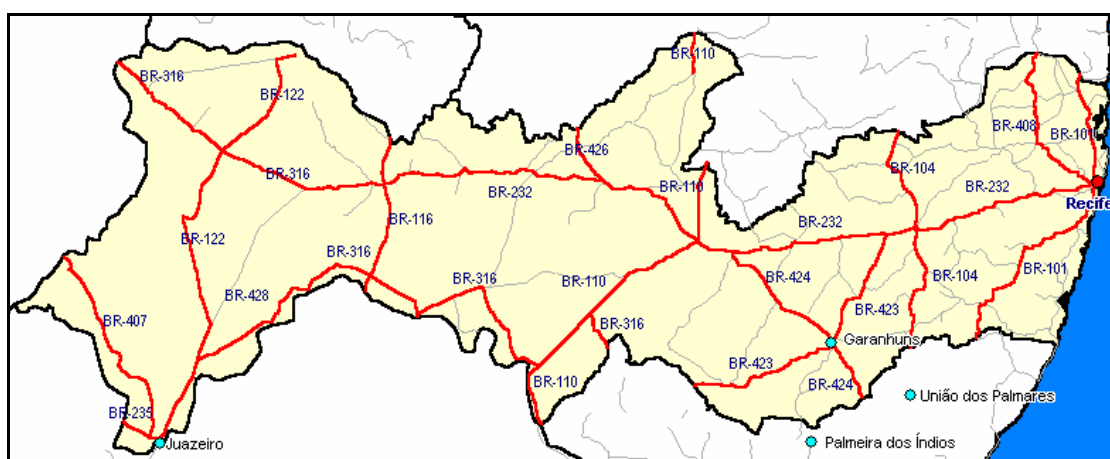 BR-110
BR-316
BR-122
BR-408
BR-101
BR-426
BR-104
BR-316
BR-110
BR-232
BR-232
BR-232
Recife
BR-116
BR-122
BR-316
BR-316
BR-110
BR-424
BR-104
BR-101
BR-428
BR-423
BR-407
BR-316
Garanhuns
BR-423
BR-110
BR-424
União dos Palmares
BR-235
Juazeiro
Palmeira dos Índios